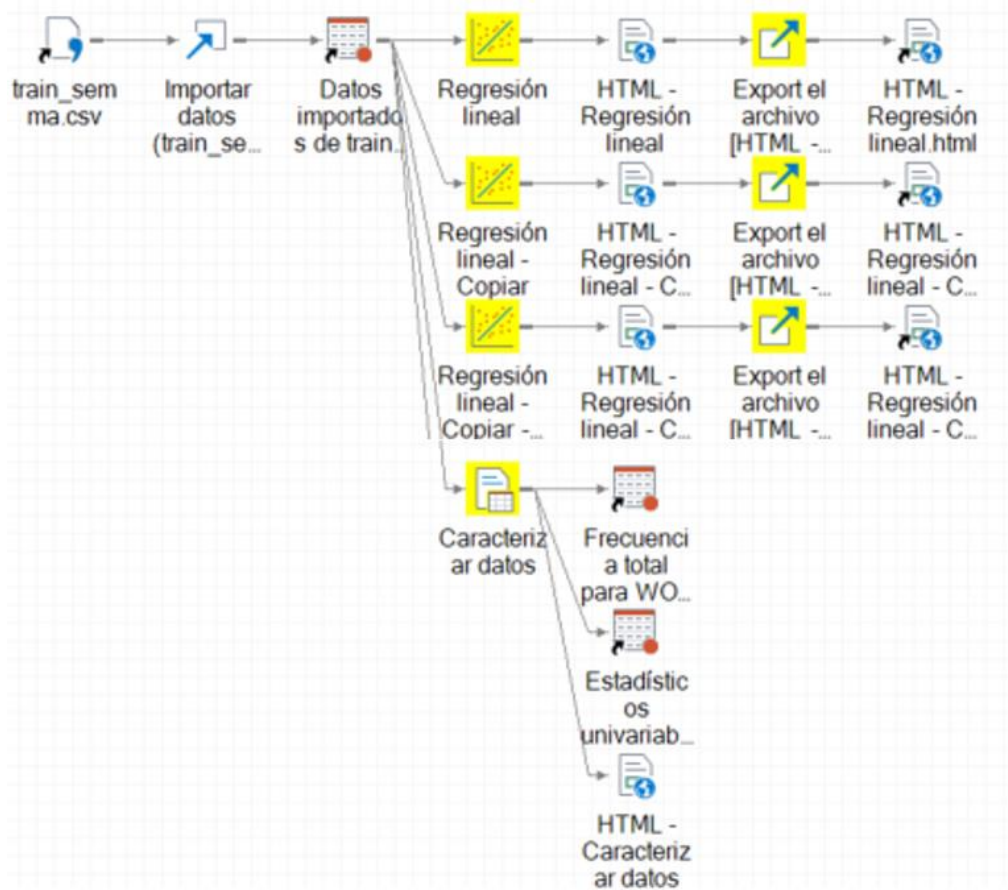 train_sem
ma.csv
Importar
datos
(train_se...
Datos
importado
s de train...
Regresión
lineal
HTML -
Regresión
lineal
Export el
archivo
[HTML -...
HTML -
Regresión
lineal.html
Regresión
lineal -
Copiar
HTML -
Regresión
lineal - C...
Export el
archivo
[HTML -...
HTML -
Regresión
lineal - C...
Regresión
lineal -
Copiar -...
HTML -
Regresión
lineal - C...
Export el
archivo
[HTML -...
HTML -
Regresión
lineal - C...
Caracteriz
ar datos
Frecuenci
a total
para WO...
Estadístic
os
univariab...
HTML -
Caracteriz
ar datos